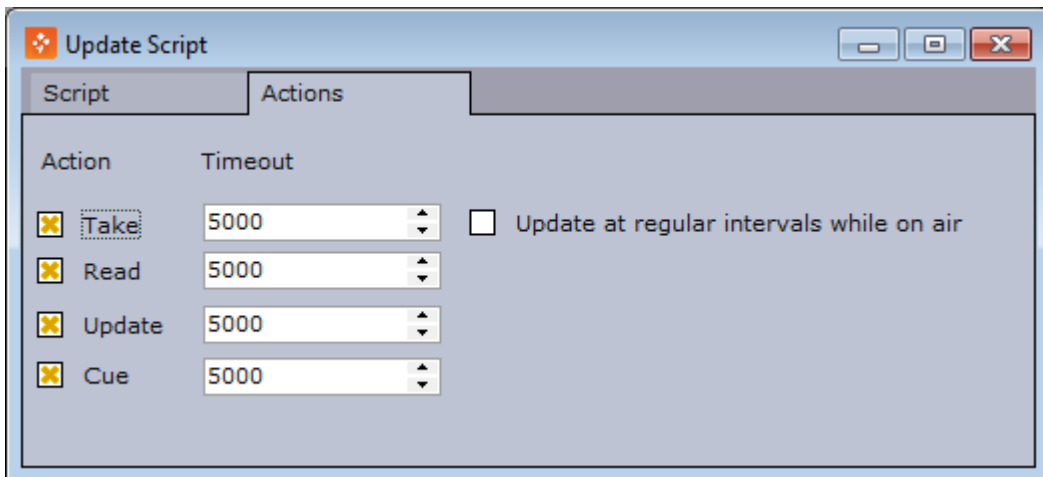 Update Script
Script Actions
Action Timeout
Take 5000 Update at regular intervals while on air
Read 5000
Update 5000
Cue 5000